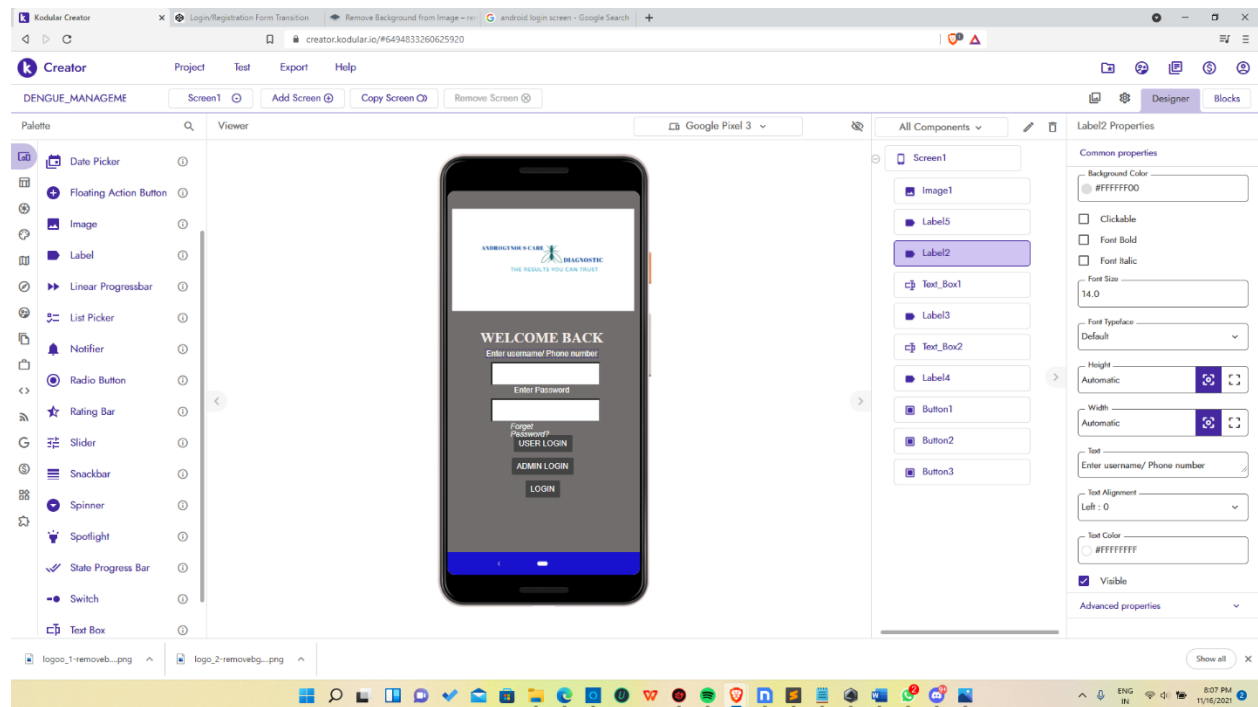 Kodular Creator
Login/Registration Form Transition
Remove Background from Image – re
android login screen - Google Search
creator.kodular.io/#6494833260625920
Creator
Project
Test
Export
Help
DENGUE_MANAGEME
Screen1
Add Screen
Copy Screen
Remove Screen
Designer
Blocks
Palette
Viewer
Google Pixel 3
All Components
Label2 Properties
Date Picker
Floating Action Button
Image
Label
Linear Progressbar
List Picker
Notifier
Radio Button
Rating Bar
Slider
Snackbar
Spinner
Spotlight
State Progress Bar
Switch
Text Box
ANDROGYNOUS CARE
DIAGNOSTIC
THE RESULTS YOU CAN TRUST
WELCOME BACK
Enter username/ Phone number
Enter Password
Forget
Password?
USER LOGIN
ADMIN LOGIN
LOGIN
Screen1
Image1
Label5
Label2
Text_Box1
Label3
Text_Box2
Label4
Button1
Button2
Button3
Common properties
Background Color
#FFFFFF00
Clickable
Font Bold
Font Italic
Font Size
14.0
Font Typeface
Default
Height
Automatic
Width
Automatic
Text
Enter username/ Phone number
Text Alignment
Left : 0
Text Color
#FFFFFFFF
Visible
Advanced properties
logoo_1-removeb....png
logo_2-removebg....png
Show all
ENG
IN
8:07 PM
11/16/2021